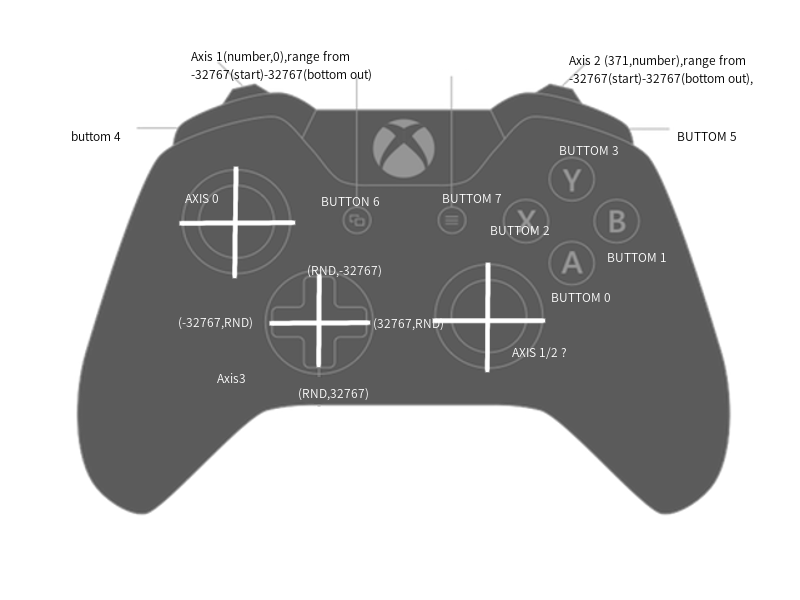 Axis 1(number,0),range from
-32767(start)-32767(bottom out)
Axis 2 (371,number),range from
-32767(start)-32767(bottom out),
buttom 4
BUTTOM 5
BUTTOM 3
Y
AXIS 0
BUTTON 6
BUTTOM 7
X
B
BUTTOM 2
A
BUTTOM 1
(RND,-32767)
BUTTOM 0
(-32767,RND)
(32767,RND)
AXIS 1/2 ?
Axis3
(RND,32767)